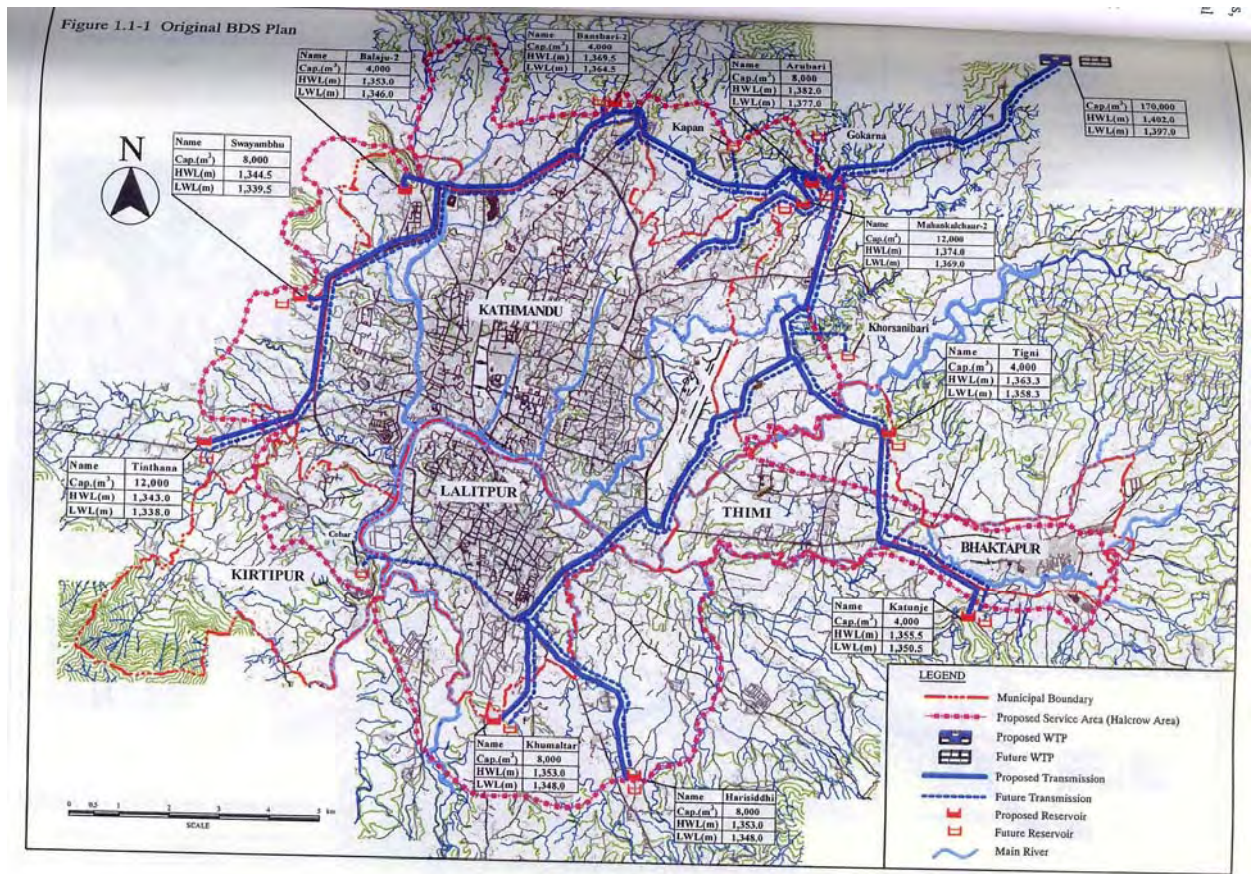 Figure 1.1-1 Original BDS Plan
Name Balaju-2
Cap.(m³) 4,000
HWL(m) 1,353.0
LWL(m) 1,346.0
Name Bansbari-2
Cap.(m³) 4,000
HWL(m) 1,369.5
LWL(m) 1,364.5
Name Arubari
Cap.(m³) 8,000
HWL(m) 1,382.0
LWL(m) 1,377.0
Cap.(m³) 170,000
HWL(m) 1,402.0
LWL(m) 1,397.0
Kapan
Gokarna
N
Name Swayambhu
Cap.(m³) 8,000
HWL(m) 1,344.5
LWL(m) 1,339.5
Name Mahankalchaur-2
Cap.(m³) 12,000
HWL(m) 1,374.0
LWL(m) 1,369.0
KATHMANDU
Khorsanibari
Name Tigni
Cap.(m³) 4,000
HWL(m) 1,363.3
LWL(m) 1,358.3
Name Tinthana
Cap.(m³) 12,000
HWL(m) 1,343.0
LWL(m) 1,338.0
LALITPUR
THIMI
BHAKTAPUR
KIRTIPUR
Name Katunje
Cap.(m³) 4,000
HWL(m) 1,355.5
LWL(m) 1,350.5
Name Khumaltar
Cap.(m³) 8,000
HWL(m) 1,353.0
LWL(m) 1,348.0
Name Harisiddhi
Cap.(m³) 8,000
HWL(m) 1,353.0
LWL(m) 1,348.0
0 0.5 1 2 3 4 5 km
SCALE
LEGEND
Municipal Boundary
Proposed Service Area (Halcrow Area)
Proposed WTP
Future WTP
Proposed Transmission
Future Transmission
Proposed Reservoir
Future Reservoir
Main River